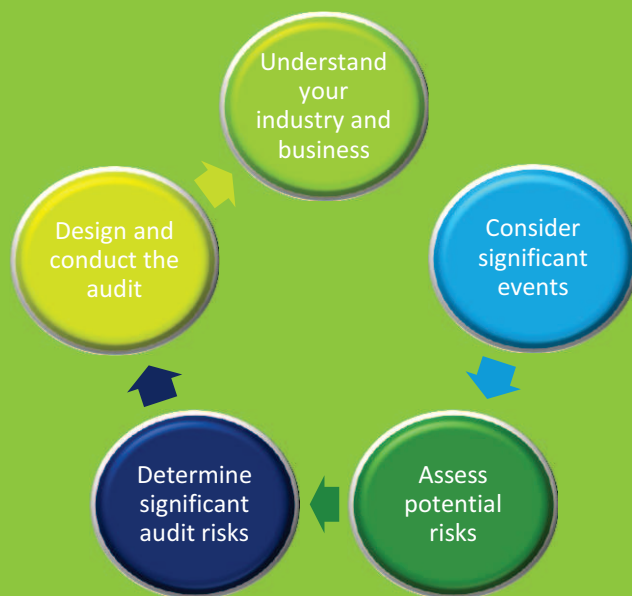 Understand
your
industry and
business
Consider
significant
events
Assess
potential
risks
Determine
significant
audit risks
Design and
conduct the
audit